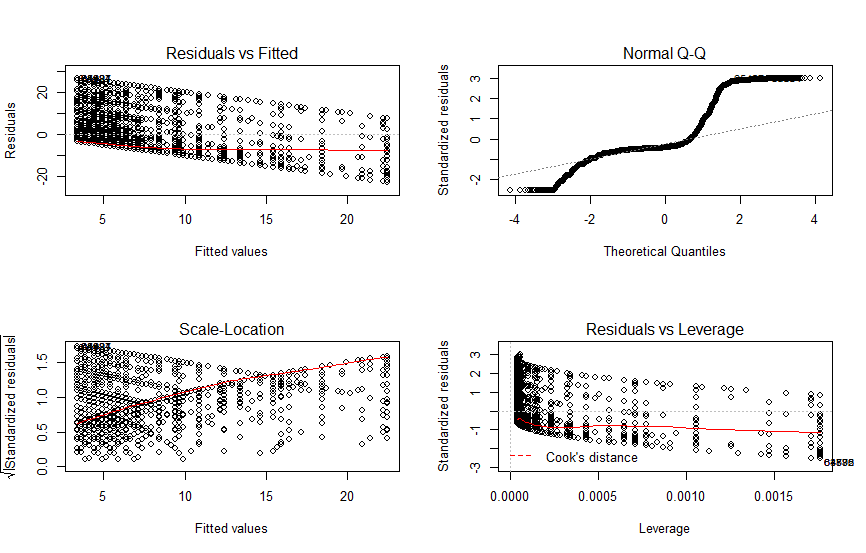 Residuals vs Fitted
Residuals
20
0
-20
5
10
15
20
Fitted values
Normal Q-Q
Standardized residuals
3
2
1
0
-2
-4
-2
0
2
4
Theoretical Quantiles
Scale-Location
√|Standardized residuals|
1.5
1.0
0.5
0.0
5
10
15
20
Fitted values
Residuals vs Leverage
Standardized residuals
3
1
-1
-3
Cook's distance
0.0000
0.0005
0.0010
0.0015
Leverage